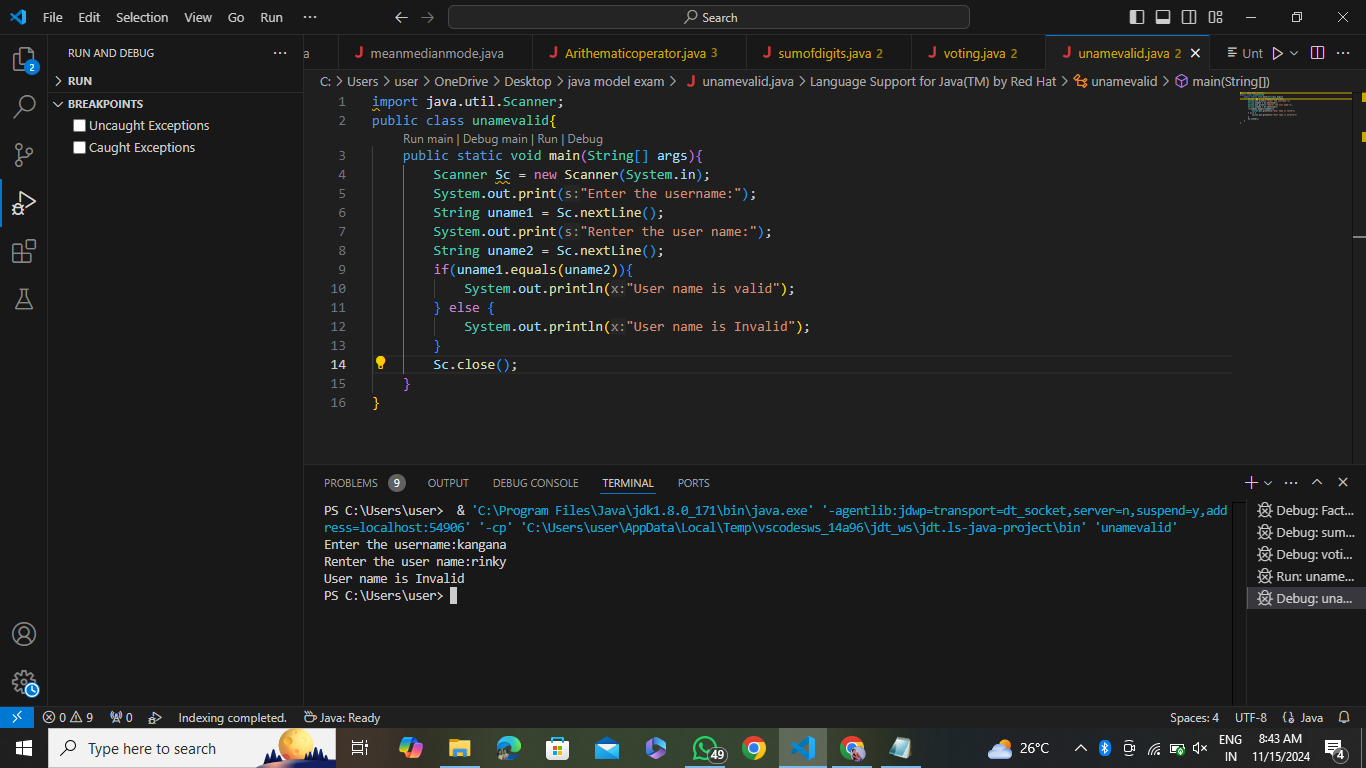 File Edit Selection View Go Run ··· Search
RUN AND DEBUG ···
RUN
BREAKPOINTS
Uncaught Exceptions
Caught Exceptions
2
a meanmedianmode.java Arithematicoperator.java 3 sumofdigits.java 2 voting.java 2 unamevalid.java 2 Unt ···
C: > Users > user > OneDrive > Desktop > java model exam > unamevalid.java > Language Support for Java(TM) by Red Hat > unamevalid > main(String[])
1 import java.util.Scanner;
2 public class unamevalid{
Run main | Debug main | Run | Debug
3 public static void main(String[] args){
4 Scanner Sc = new Scanner(System.in);
5 System.out.print(s:"Enter the username:");
6 String uname1 = Sc.nextLine();
7 System.out.print(s:"Renter the user name:");
8 String uname2 = Sc.nextLine();
9 if(uname1.equals(uname2)){
10 System.out.println(x:"User name is valid");
11 } else {
12 System.out.println(x:"User name is Invalid");
13 }
14 Sc.close();
15 }
16 }
PROBLEMS 9 OUTPUT DEBUG CONSOLE TERMINAL PORTS
PS C:\Users\user>  & 'C:\Program Files\Java\jdk1.8.0_171\bin\java.exe' '-agentlib:jdwp=transport=dt_socket,server=n,suspend=y,add
ress=localhost:54906' '-cp' 'C:\Users\user\AppData\Local\Temp\vscodesws_14a96\jdt_ws\jdt.ls-java-project\bin' 'unamevalid'
Enter the username:kangana
Renter the user name:rinky
User name is Invalid
PS C:\Users\user>
Debug: Fact...
Debug: sum...
Debug: voti...
Run: uname...
Debug: una...
0 9 0 Indexing completed. Java: Ready Spaces: 4 UTF-8 {} Java
Type here to search 49 26°C ENG IN 8:43 AM 11/15/2024 4